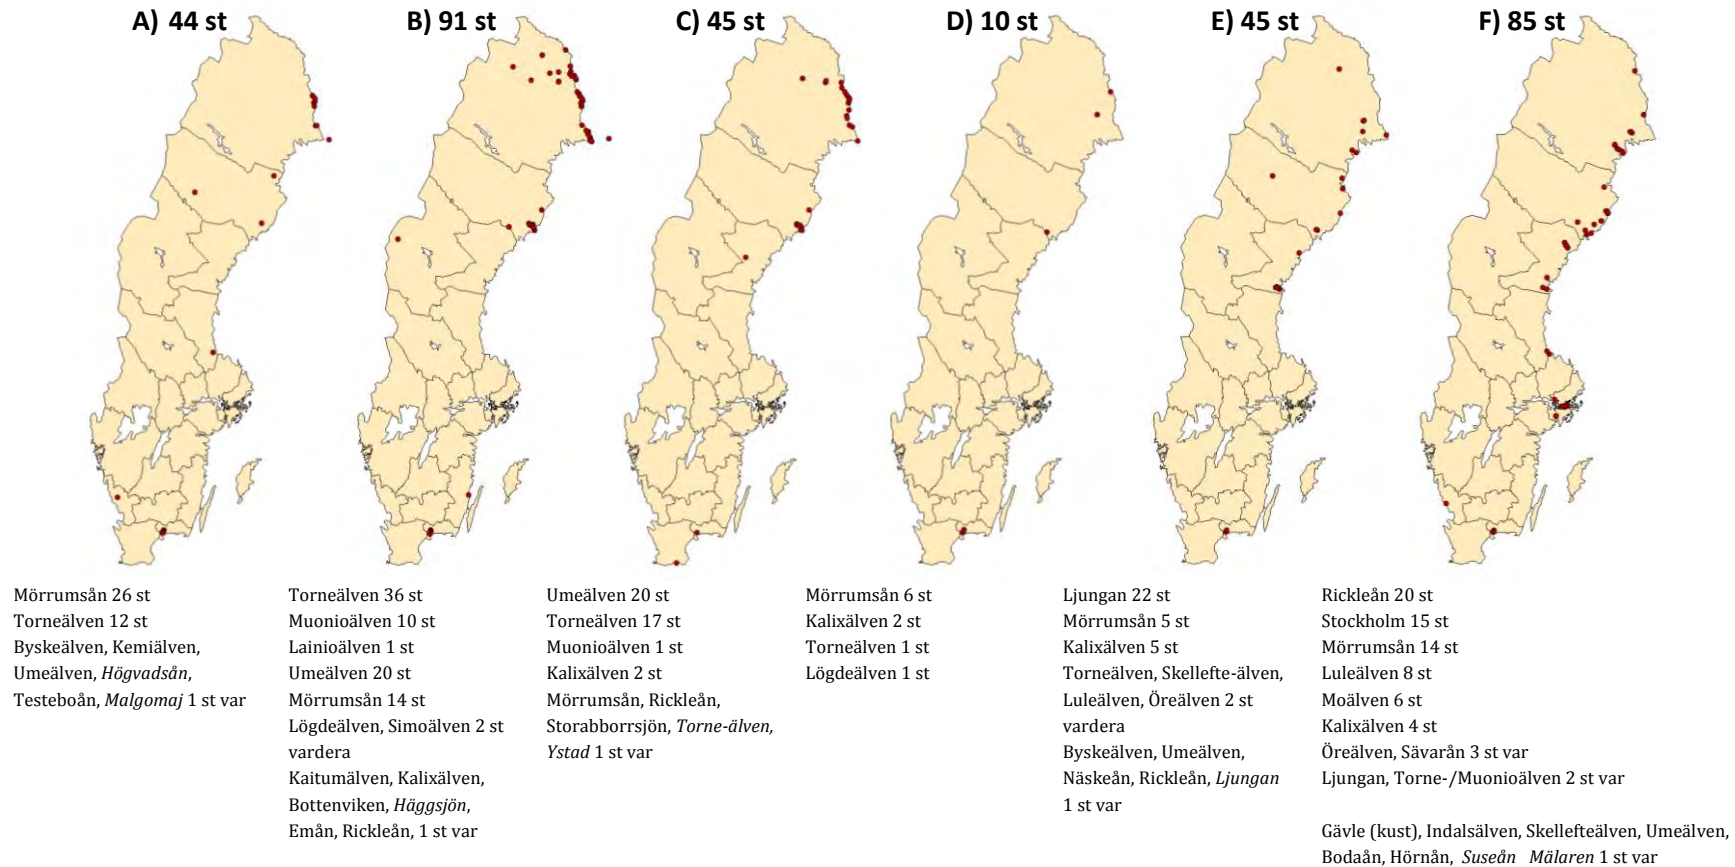 A) 44 st
B) 91 st
C) 45 st
D) 10 st
E) 45 st
F) 85 st
Mörrumsån 26 st
Torneälven 12 st
Byskeälven, Kemiälven,
Umeälven, Högvadsån,
Testeboån, Malgomaj 1 st var
Torneälven 36 st
Muonioälven 10 st
Lainioälven 1 st
Umeälven 20 st
Mörrumsån 14 st
Lögdeälven, Simoälven 2 st
vardera
Kaitumälven, Kalixälven,
Bottenviken, Häggsjön,
Emån, Rickleån, 1 st var
Umeälven 20 st
Torneälven 17 st
Muonioälven 1 st
Kalixälven 2 st
Mörrumsån, Rickleån,
Storabborrsjön, Torne-älven,
Ystad 1 st var
Mörrumsån 6 st
Kalixälven 2 st
Torneälven 1 st
Lögdeälven 1 st
Ljungan 22 st
Mörrumsån 5 st
Kalixälven 5 st
Torneälven, Skellefte-älven,
Luleälven, Öreälven 2 st
vardera
Byskeälven, Umeälven,
Näskeån, Rickleån, Ljungan
1 st var
Rickleån 20 st
Stockholm 15 st
Mörrumsån 14 st
Luleälven 8 st
Moälven 6 st
Kalixälven 4 st
Öreälven, Sävarån 3 st var
Ljungan, Torne-/Muonioälven 2 st var
Gävle (kust), Indalsälven, Skellefteälven, Umeälven,
Bodaån, Hörnån, Suseån Mälaren 1 st var